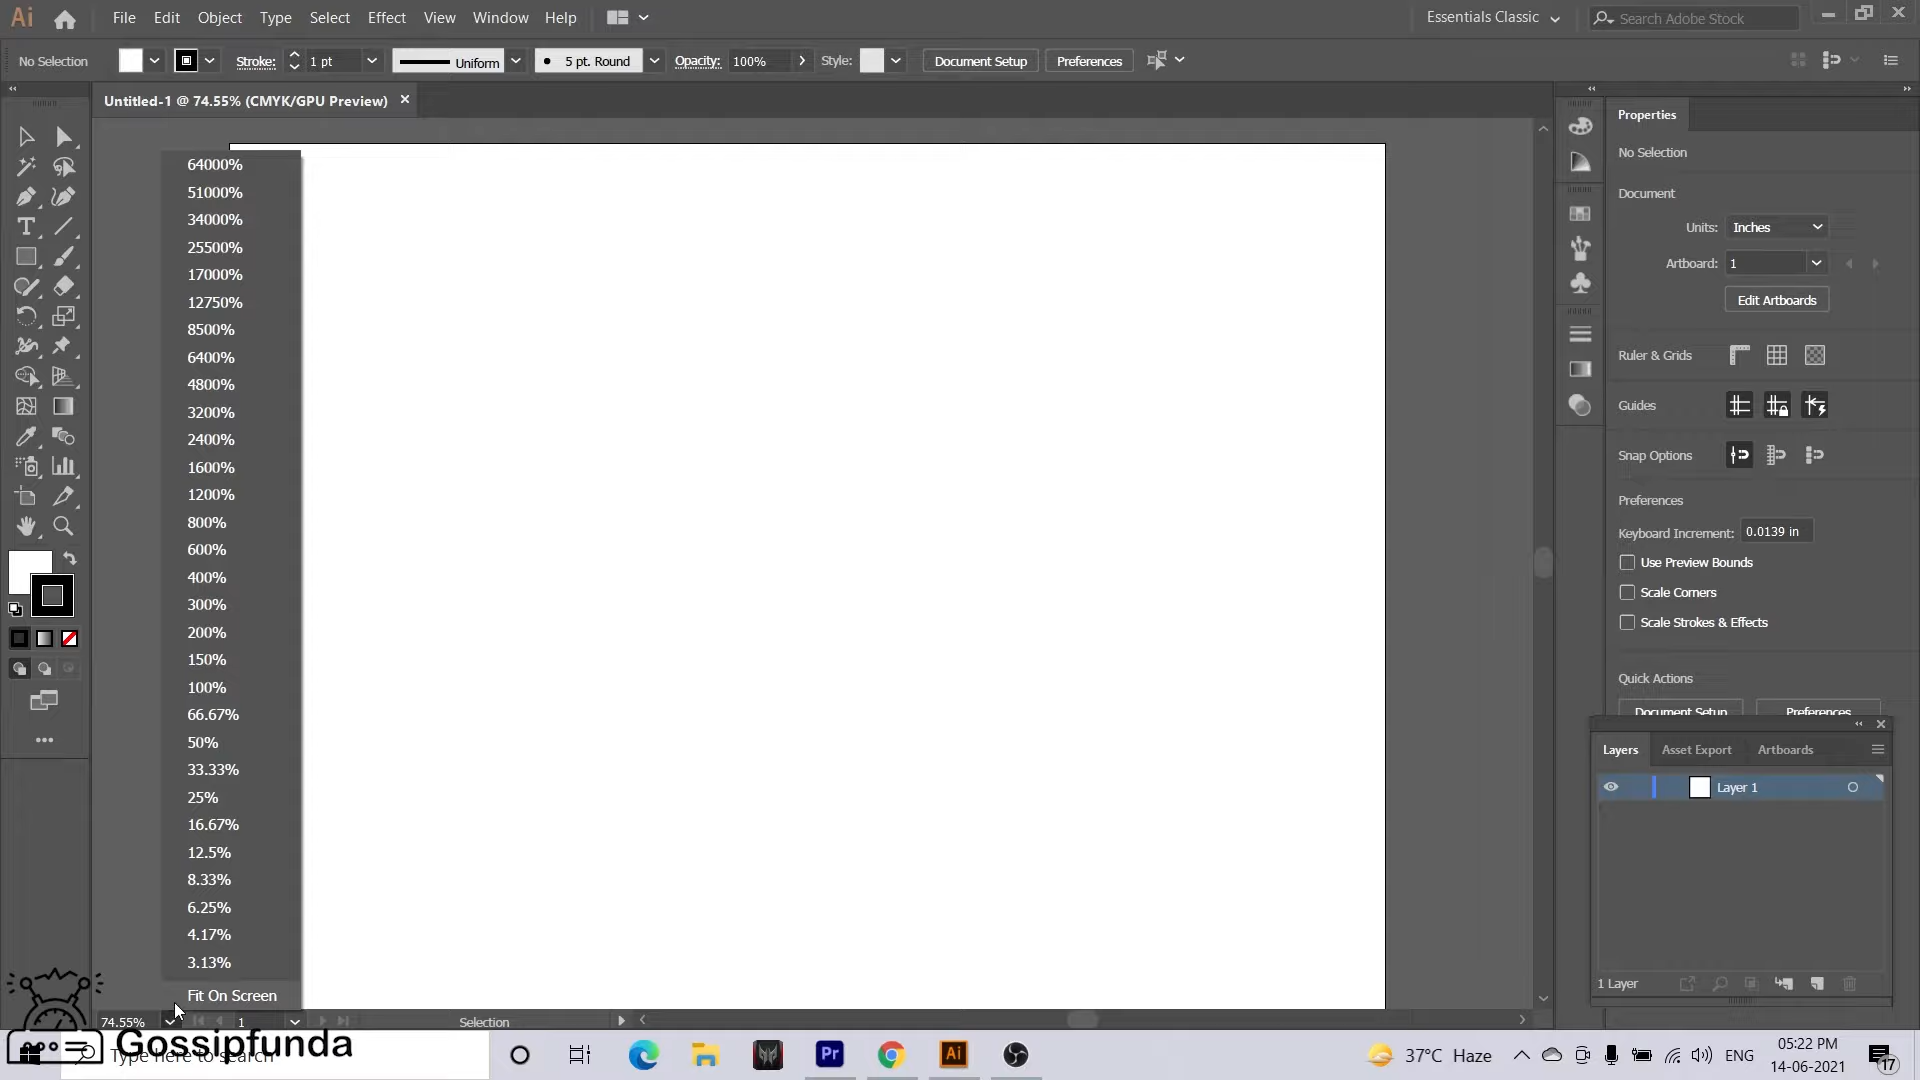 Ai File Edit Object Type Select Effect View Window Help Essentials Classic Search Adobe Stock
No Selection Stroke: 1 pt Uniform 5 pt. Round Opacity: 100% Style: Document Setup Preferences
Untitled-1 @ 74.55% (CMYK/GPU Preview)
64000%
51000%
34000%
25500%
17000%
12750%
8500%
6400%
4800%
3200%
2400%
1600%
1200%
800%
600%
400%
300%
200%
150%
100%
66.67%
50%
33.33%
25%
16.67%
12.5%
8.33%
6.25%
4.17%
3.13%
Fit On Screen
74.55% 1 Selection
Properties
No Selection
Document
Units: Inches
Artboard: 1
Edit Artboards
Ruler & Grids
Guides
Snap Options
Preferences
Keyboard Increment: 0.0139 in
Use Preview Bounds
Scale Corners
Scale Strokes & Effects
Quick Actions
Document Setup Preferences
Layers Asset Export Artboards
Layer 1
1 Layer
Gossipfunda
Type here to search
Pr Ai
37°C Haze ENG
05:22 PM
14-06-2021
17